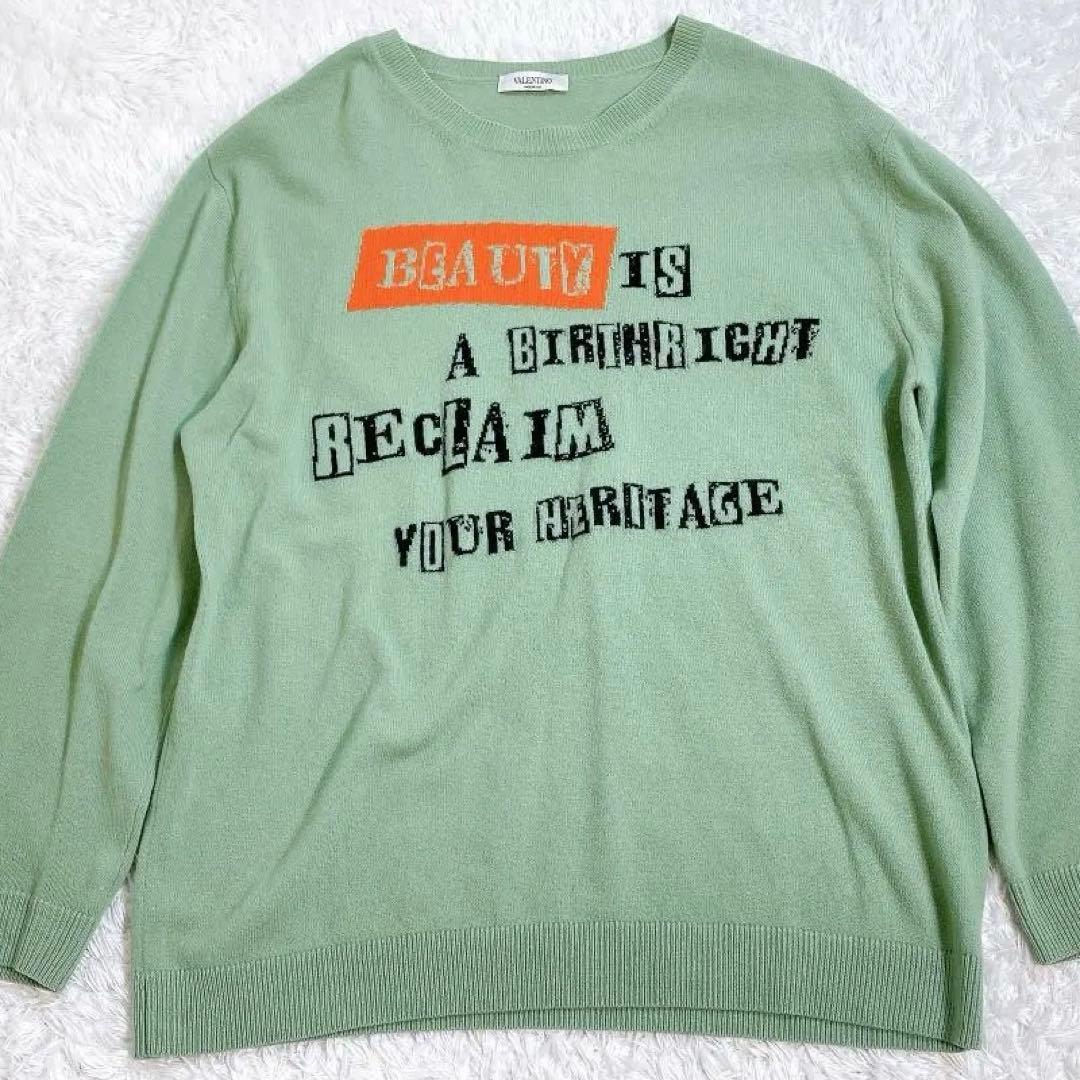 VALENTINO
BEAUTY IS
A BIRTHRIGHT
RECLAIM
YOUR HERITAGE